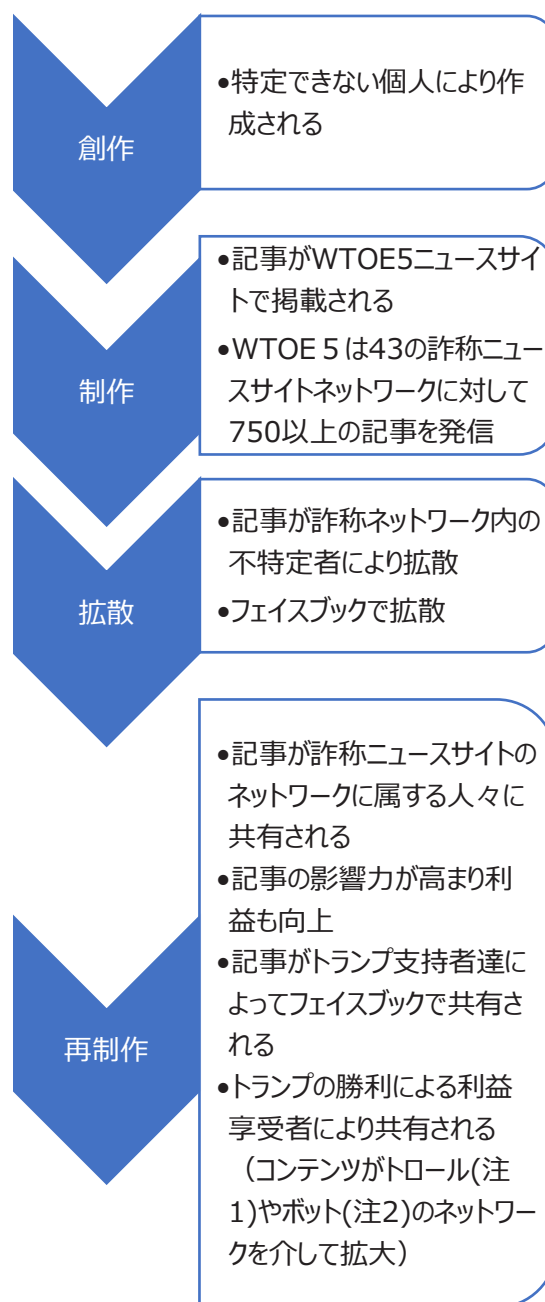 創作
•特定できない個人により作
成される
制作
•記事がWTOE5ニュースサイ
トで掲載される
•WTOE５は43の詐称ニュー
スサイトネットワークに対して
750以上の記事を発信
拡散
•記事が詐称ネットワーク内の
不特定者により拡散
•フェイスブックで拡散
再制作
•記事が詐称ニュースサイトの
ネットワークに属する人々に
共有される
•記事の影響力が高まり利
益も向上
•記事がトランプ支持者達に
よってフェイスブックで共有さ
れる
•トランプの勝利による利益
享受者により共有される
（コンテンツがトロール(注
1)やボット(注2)のネットワー
クを介して拡大）